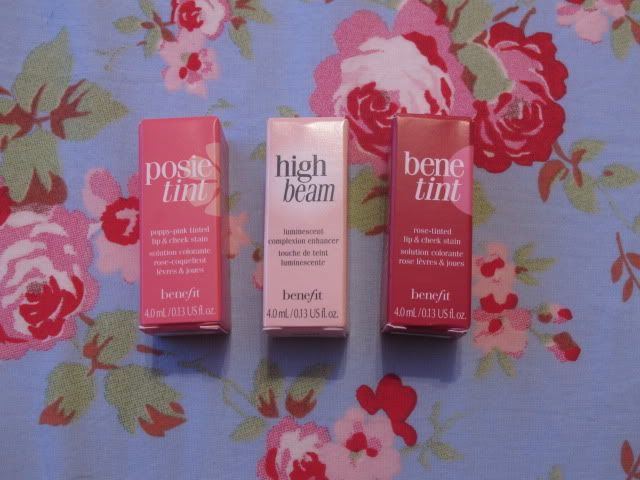 posie
tint
poppy-pink tinted
lip & cheek stain
solution colorante
rose-coquelicot
lèvres & joues
benefit
4.0 mL/0.13 US fl. oz.
high
beam
luminescent
complexion enhancer
touche de teint
luminescente
benefit
4.0 mL/0.13 US fl. oz.
bene
tint
rose-tinted
lip & cheek stain
solution colorante
rose lèvres & joues
benefit
4.0 mL/0.13 US fl. oz.